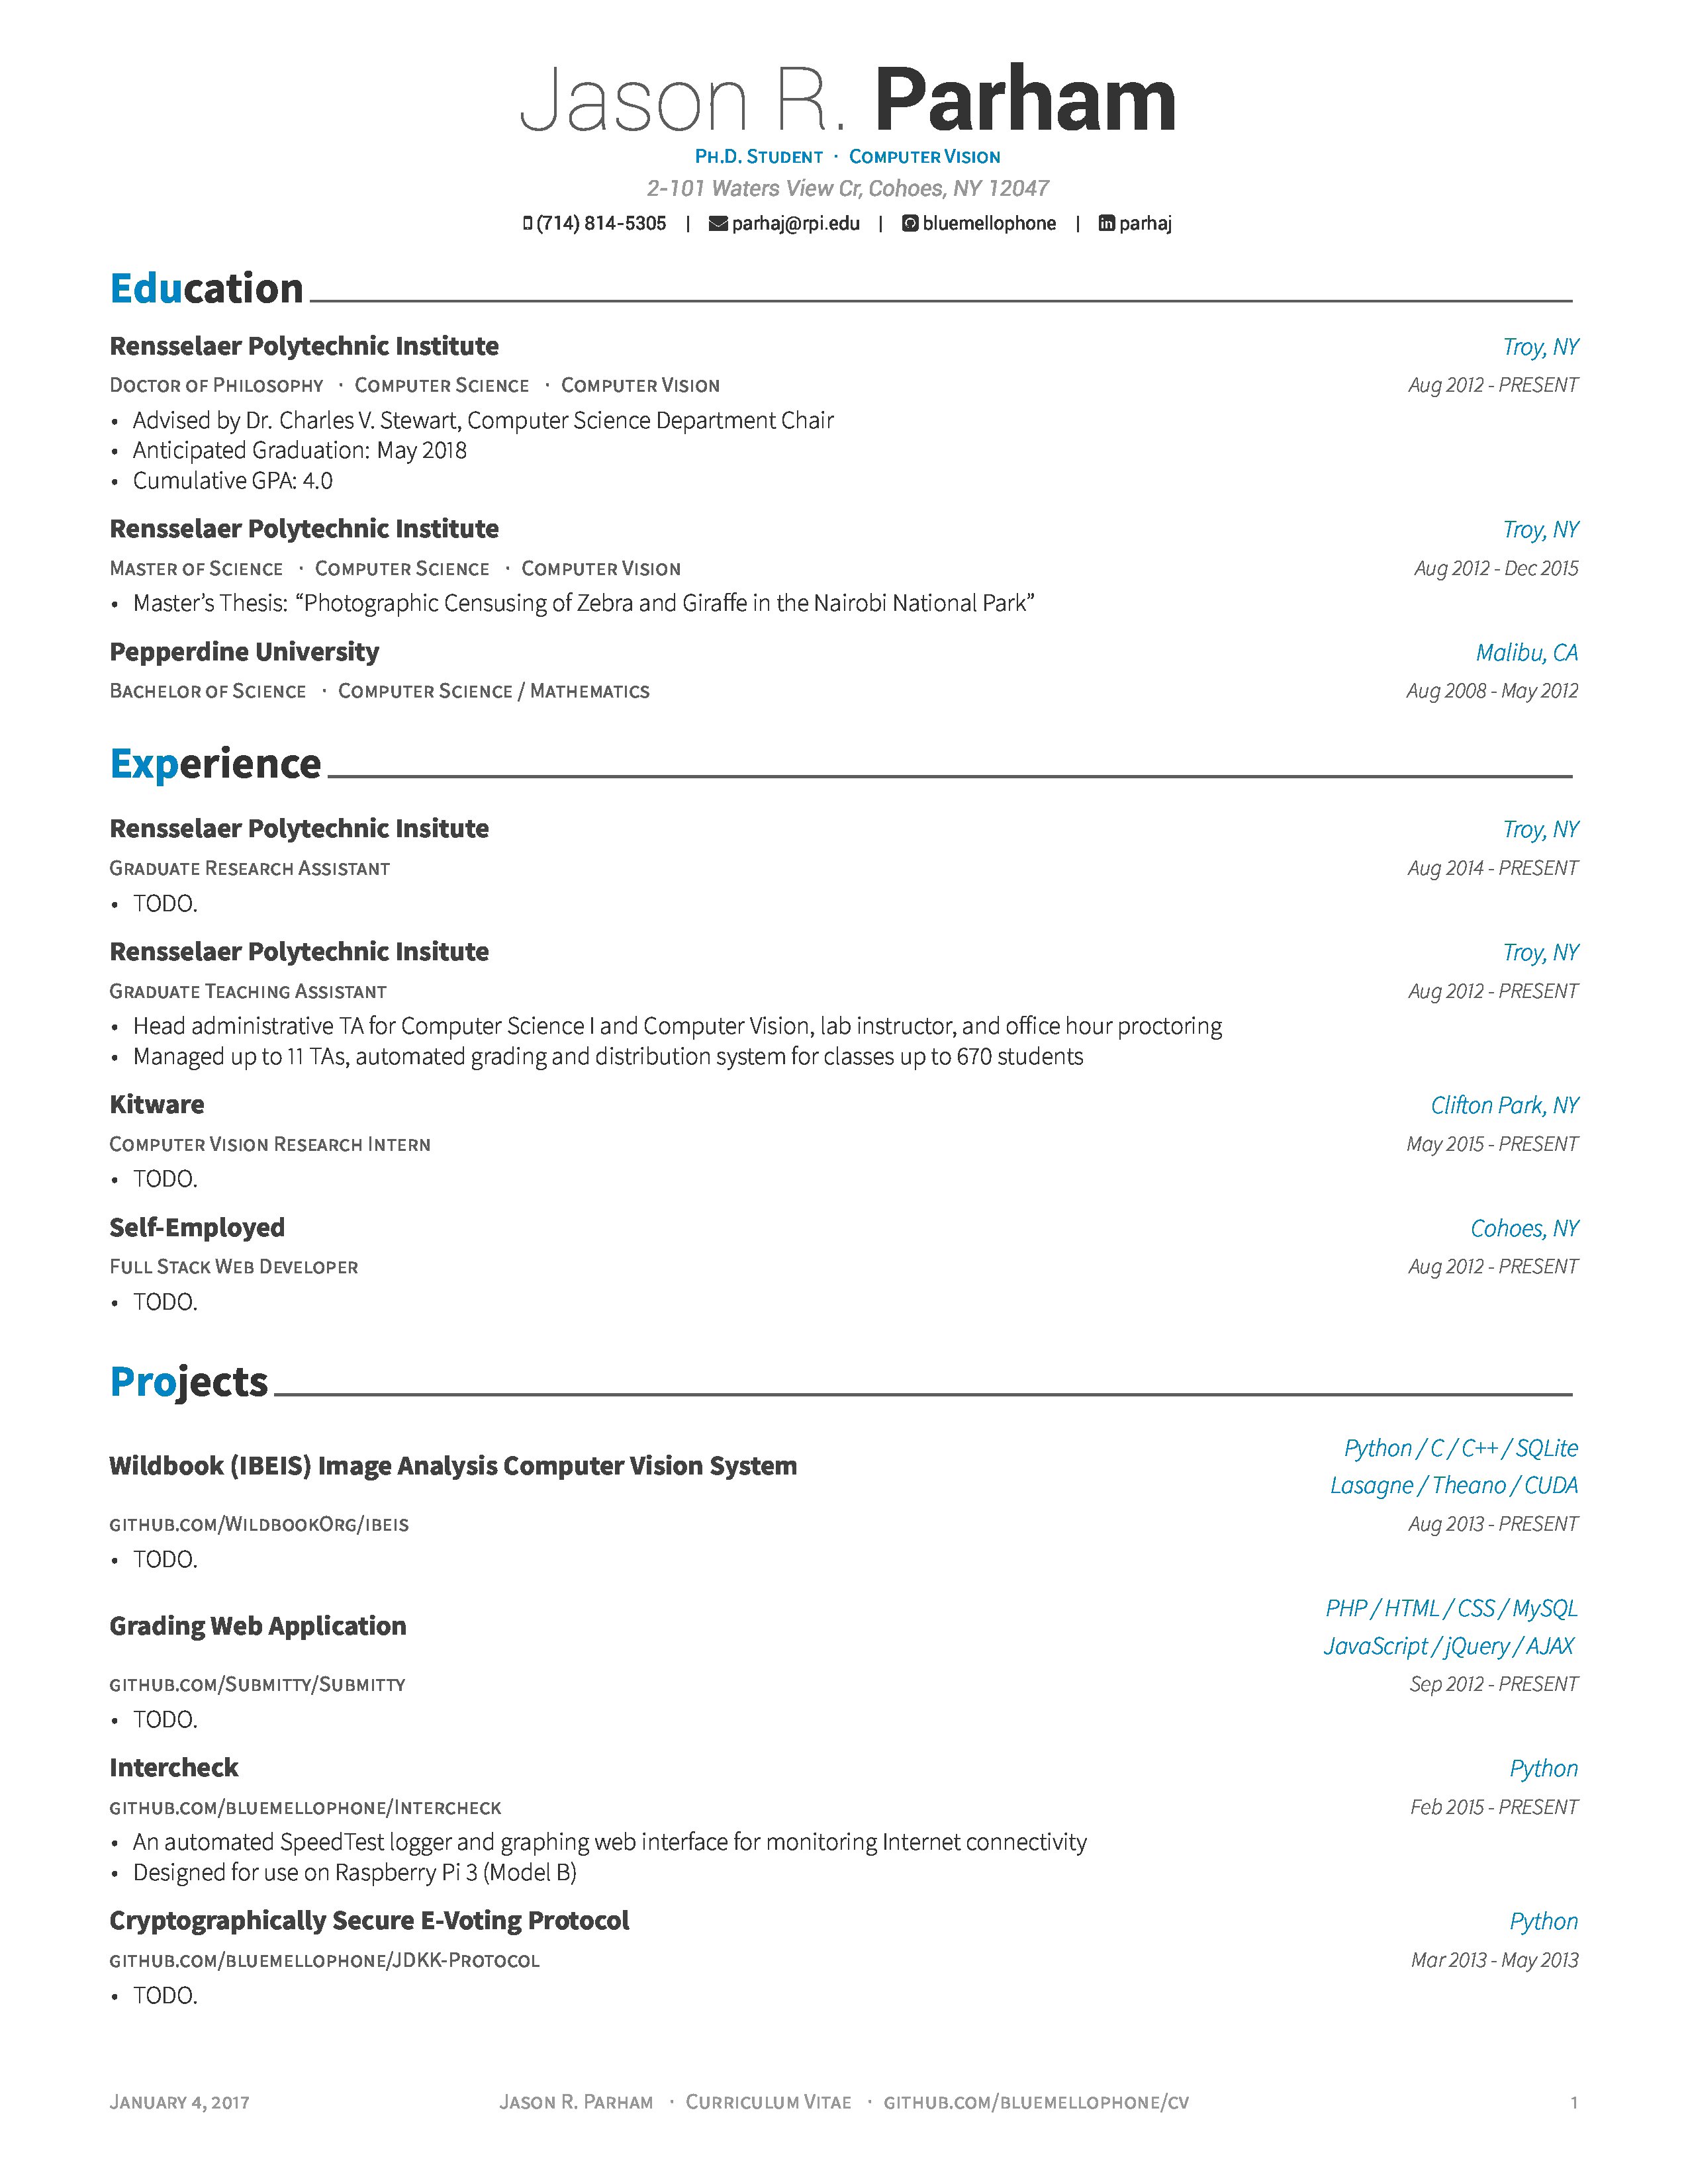 Jason R. Parham
Ph.D. Student · Computer Vision
2-101 Waters View Cr, Cohoes, NY 12047
(714) 814-5305 | parhaj@rpi.edu | bluemellophone | parhaj
Education
Rensselaer Polytechnic Institute Troy, NY
Doctor of Philosophy · Computer Science · Computer Vision Aug 2012 - PRESENT
• Advised by Dr. Charles V. Stewart, Computer Science Department Chair
• Anticipated Graduation: May 2018
• Cumulative GPA: 4.0
Rensselaer Polytechnic Institute Troy, NY
Master of Science · Computer Science · Computer Vision Aug 2012 - Dec 2015
• Master's Thesis: “Photographic Censusing of Zebra and Giraffe in the Nairobi National Park”
Pepperdine University Malibu, CA
Bachelor of Science · Computer Science / Mathematics Aug 2008 - May 2012
Experience
Rensselaer Polytechnic Insitute Troy, NY
Graduate Research Assistant Aug 2014 - PRESENT
• TODO.
Rensselaer Polytechnic Insitute Troy, NY
Graduate Teaching Assistant Aug 2012 - PRESENT
• Head administrative TA for Computer Science I and Computer Vision, lab instructor, and office hour proctoring
• Managed up to 11 TAs, automated grading and distribution system for classes up to 670 students
Kitware Clifton Park, NY
Computer Vision Research Intern May 2015 - PRESENT
• TODO.
Self-Employed Cohoes, NY
Full Stack Web Developer Aug 2012 - PRESENT
• TODO.
Projects
Python / C / C++ / SQLite
Wildbook (IBEIS) Image Analysis Computer Vision System
Lasagne / Theano / CUDA
github.com/WildbookOrg/ibeis Aug 2013 - PRESENT
• TODO.
PHP / HTML / CSS / MySQL
Grading Web Application
JavaScript / jQuery / AJAX
github.com/Submitty/Submitty Sep 2012 - PRESENT
• TODO.
Intercheck Python
github.com/bluemellophone/Intercheck Feb 2015 - PRESENT
• An automated SpeedTest logger and graphing web interface for monitoring Internet connectivity
• Designed for use on Raspberry Pi 3 (Model B)
Cryptographically Secure E-Voting Protocol Python
github.com/bluemellophone/JDKK-Protocol Mar 2013 - May 2013
• TODO.
January 4, 2017 Jason R. Parham · Curriculum Vitae · github.com/bluemellophone/cv 1